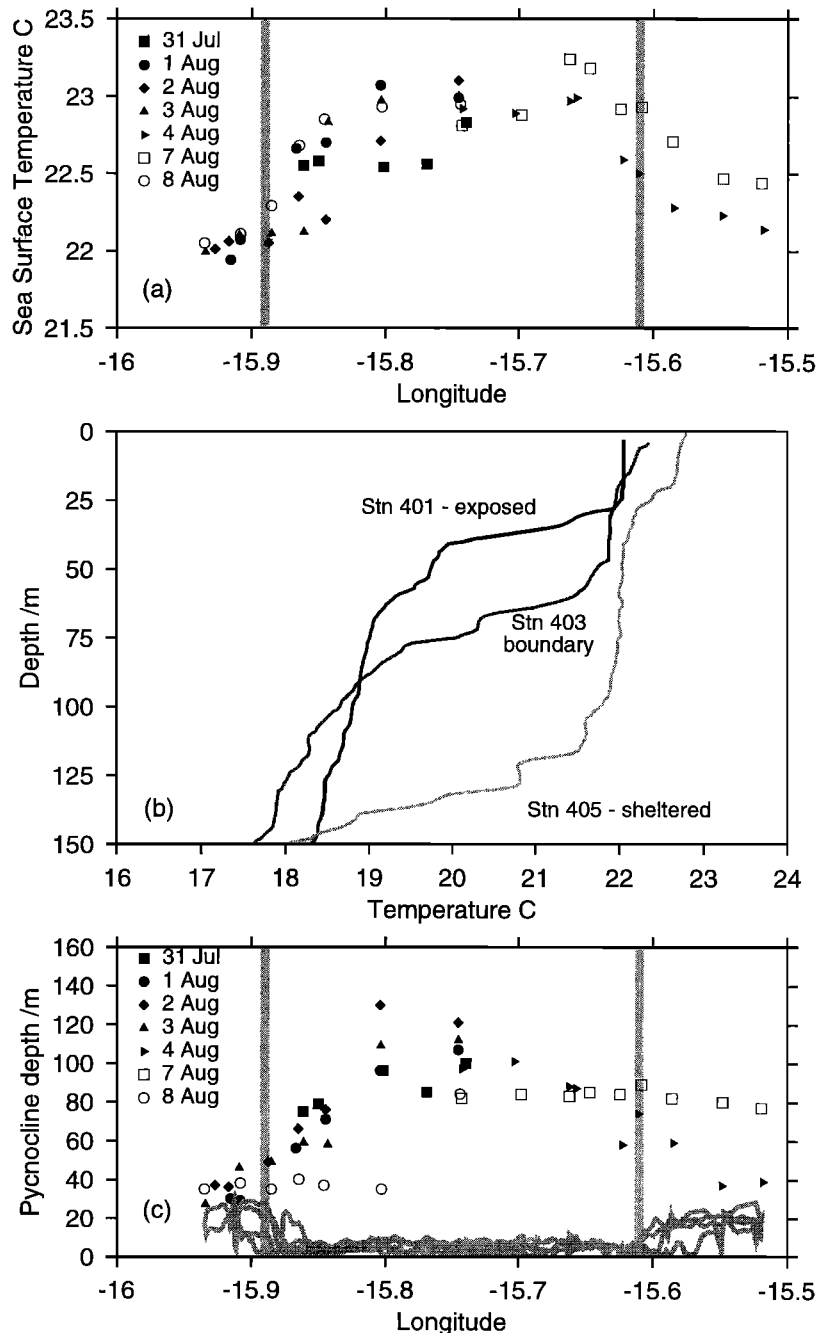 23.5
23
22.5
22
21.5
Sea Surface Temperature C
31 Jul
1 Aug
2 Aug
3 Aug
4 Aug
7 Aug
8 Aug
(a)
-16 -15.9 -15.8 -15.7 -15.6 -15.5
Longitude
0
25
50
75
100
125
150
Depth /m
Stn 401 - exposed
Stn 403
boundary
Stn 405 - sheltered
(b)
16 17 18 19 20 21 22 23 24
Temperature C
160
140
120
100
80
60
40
20
0
Pycnocline depth /m
31 Jul
1 Aug
2 Aug
3 Aug
4 Aug
7 Aug
8 Aug
(c)
-16 -15.9 -15.8 -15.7 -15.6 -15.5
Longitude